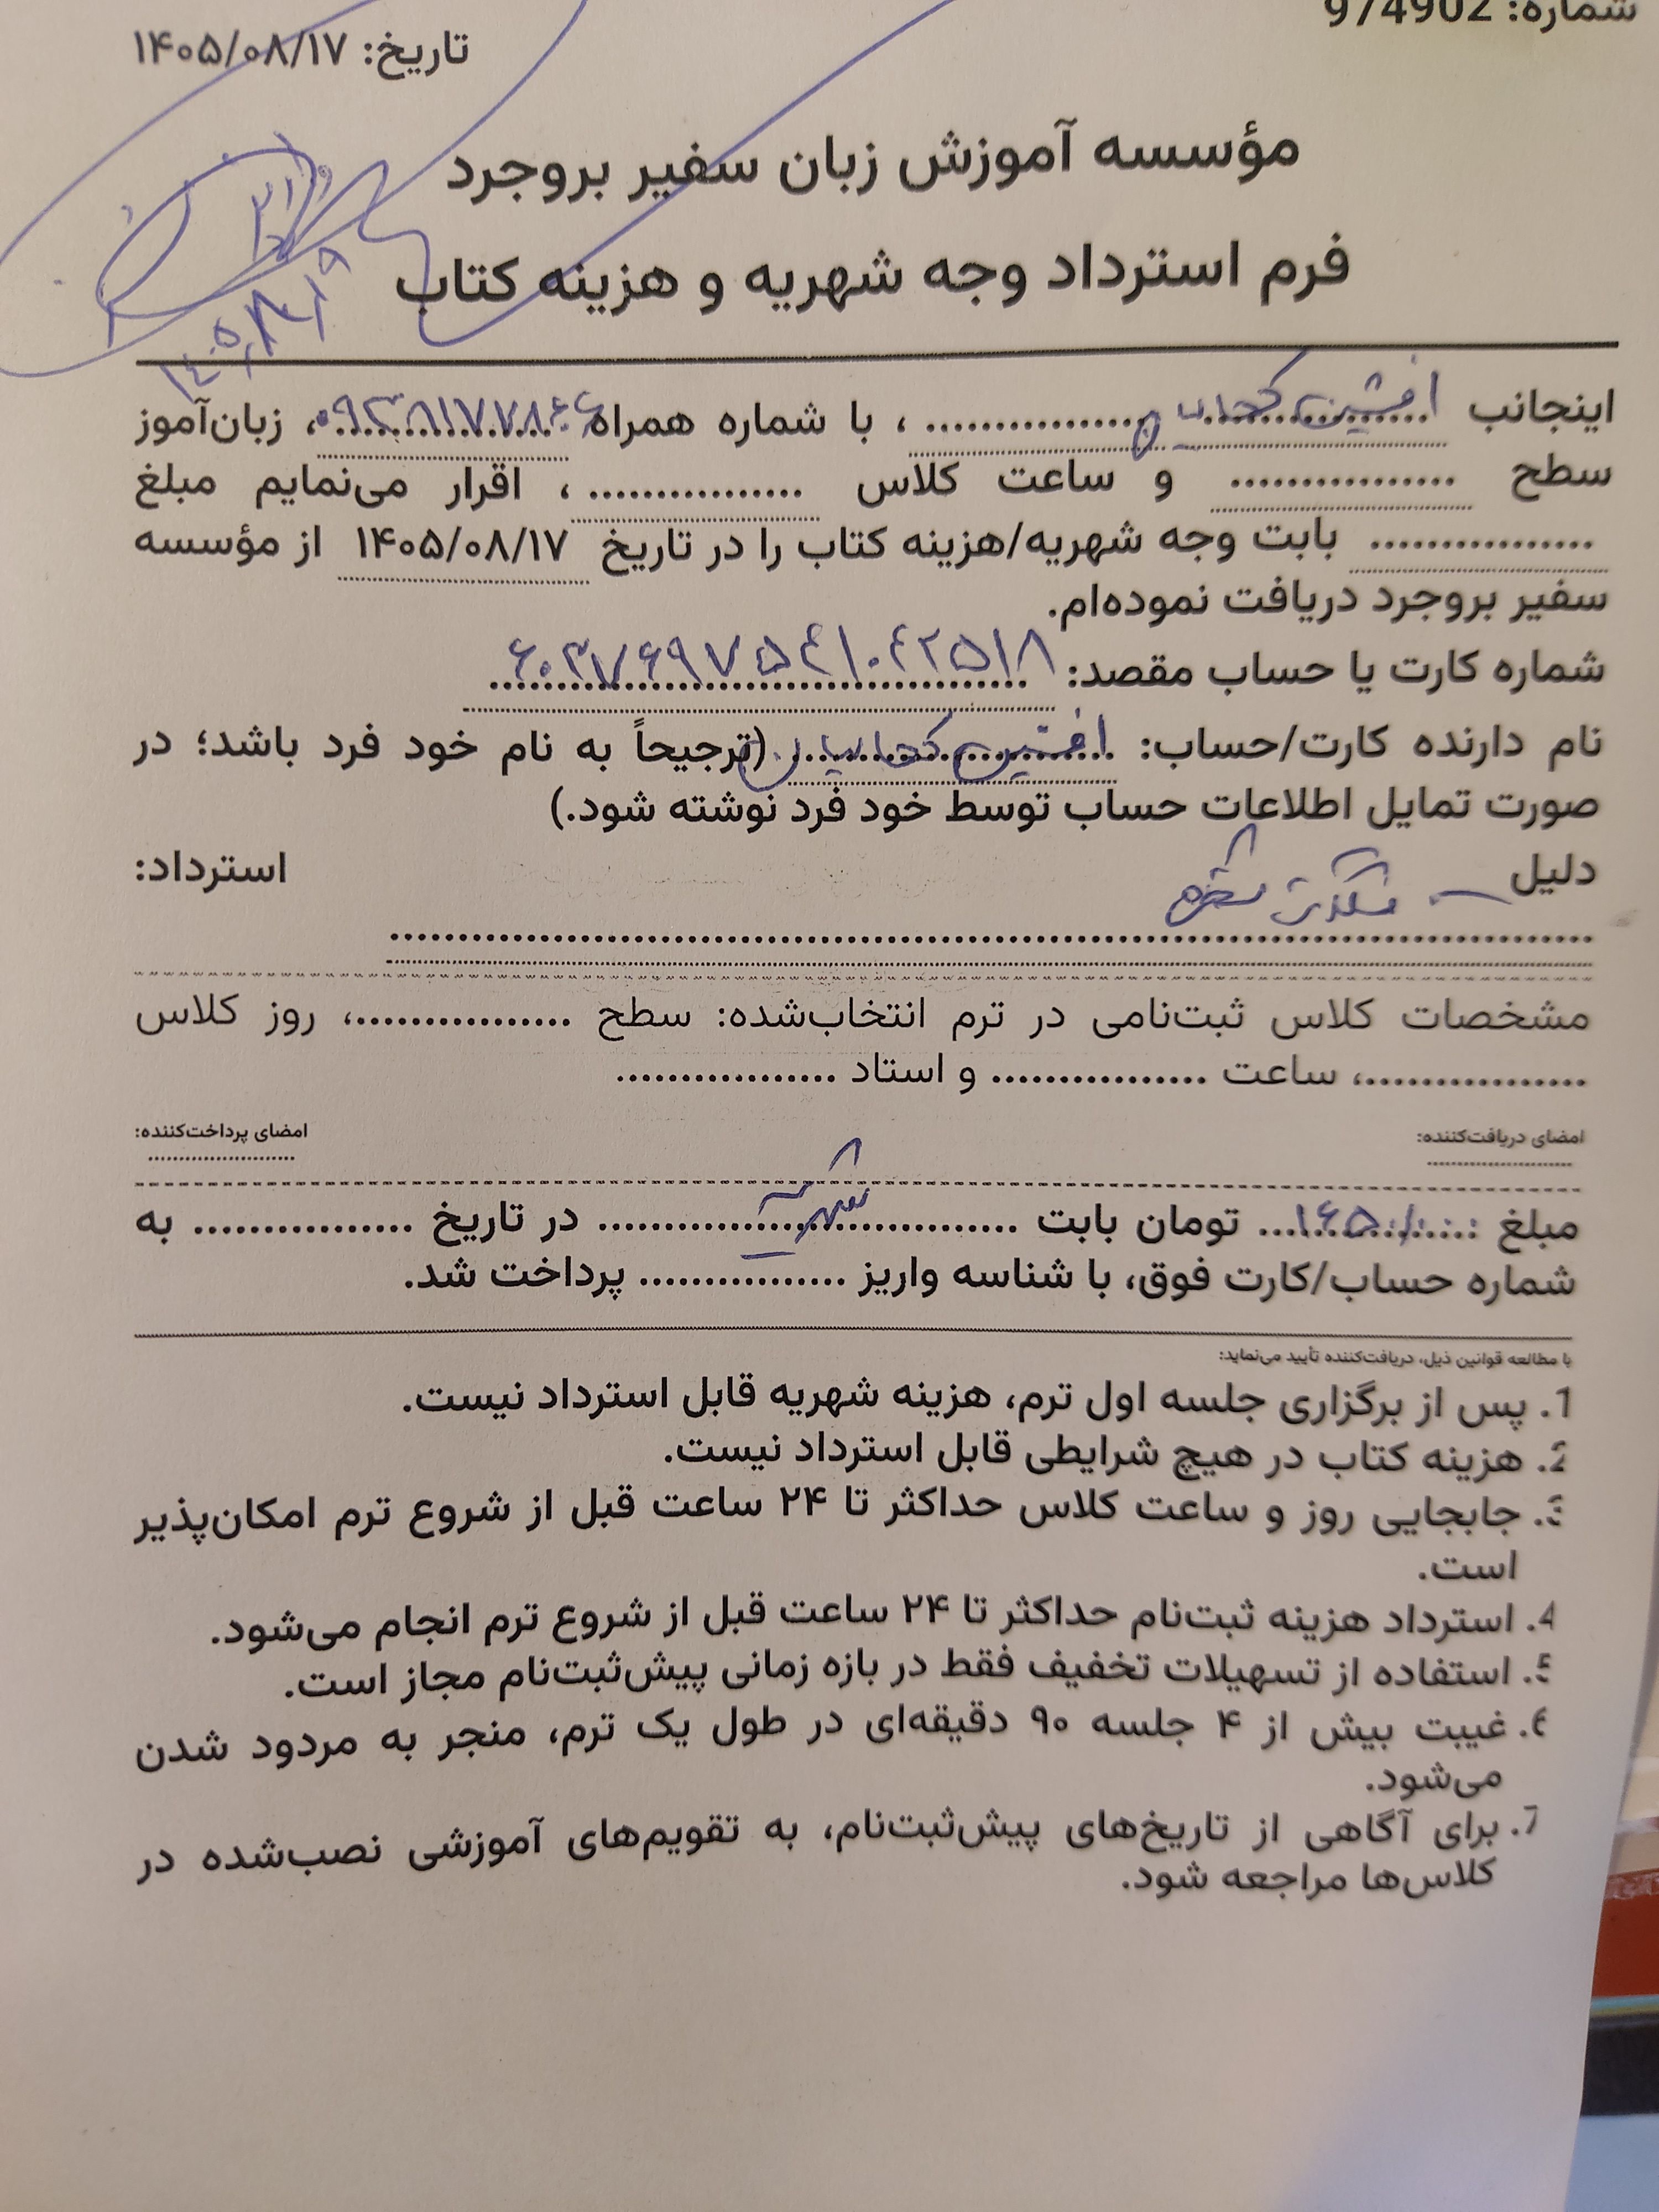 شماره: 974902
تاریخ: ۱۴۰۵/۰۸/۱۷
مؤسسه آموزش زبان سفیر بروجرد
فرم استرداد وجه شهریه و هزینه کتاب
۱۴۰۵/۸/۱۹
اینجانب افشین ................، با شماره همراه ................، زبان‌آموز
سطح ................ و ساعت کلاس ................، اقرار می‌نمایم مبلغ
................ بابت وجه شهریه/هزینه کتاب را در تاریخ ۱۴۰۵/۰۸/۱۷ از مؤسسه
سفیر بروجرد دریافت نموده‌ام.
شماره کارت یا حساب مقصد: ۶۰۳۷۶۹۷۵۴۱۰۴۲۵۱۸
نام دارنده کارت/حساب: افشین (ترجیحاً به نام خود فرد باشد؛ در
صورت تمایل اطلاعات حساب توسط خود فرد نوشته شود.)
دلیل استرداد:
................
مشخصات کلاس ثبت‌نامی در ترم انتخاب‌شده: سطح ................، روز کلاس
................، ساعت ................ و استاد ................
امضای دریافت‌کننده: امضای پرداخت‌کننده:
مبلغ ................ تومان بابت شهریه در تاریخ ................ به
شماره حساب/کارت فوق، با شناسه واریز ................ پرداخت شد.
با مطالعه قوانین ذیل، دریافت‌کننده تأیید می‌نماید:
1. پس از برگزاری جلسه اول ترم، هزینه شهریه قابل استرداد نیست.
2. هزینه کتاب در هیچ شرایطی قابل استرداد نیست.
3. جابجایی روز و ساعت کلاس حداکثر تا ۲۴ ساعت قبل از شروع ترم امکان‌پذیر
است.
4. استرداد هزینه ثبت‌نام حداکثر تا ۲۴ ساعت قبل از شروع ترم انجام می‌شود.
5. استفاده از تسهیلات تخفیف فقط در بازه زمانی پیش‌ثبت‌نام مجاز است.
6. غیبت بیش از ۴ جلسه ۹۰ دقیقه‌ای در طول یک ترم، منجر به مردود شدن
می‌شود.
7. برای آگاهی از تاریخ‌های پیش‌ثبت‌نام، به تقویم‌های آموزشی نصب‌شده در
کلاس‌ها مراجعه شود.